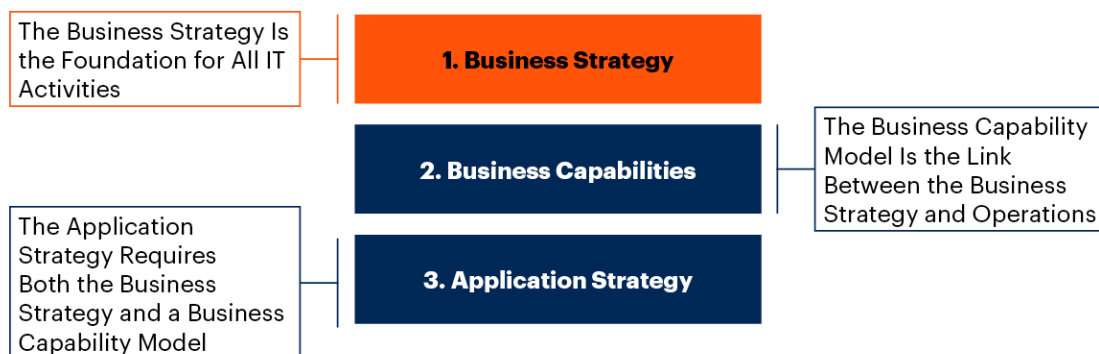 The Business Strategy Is
the Foundation for All IT
Activities
1. Business Strategy
2. Business Capabilities
The Business Capability
Model Is the Link
Between the Business
Strategy and Operations
The Application
Strategy Requires
Both the Business
Strategy and a Business
Capability Model
3. Application Strategy